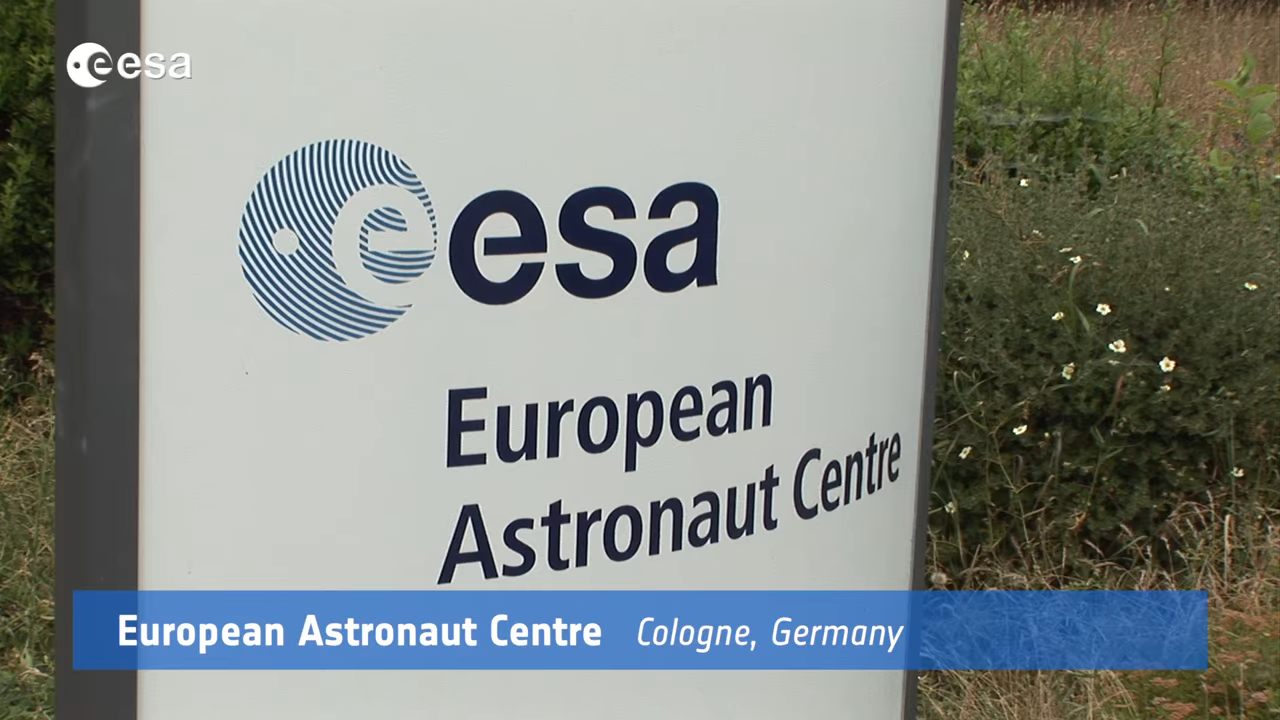 esa
esa
European
Astronaut Centre
European Astronaut Centre Cologne, Germany